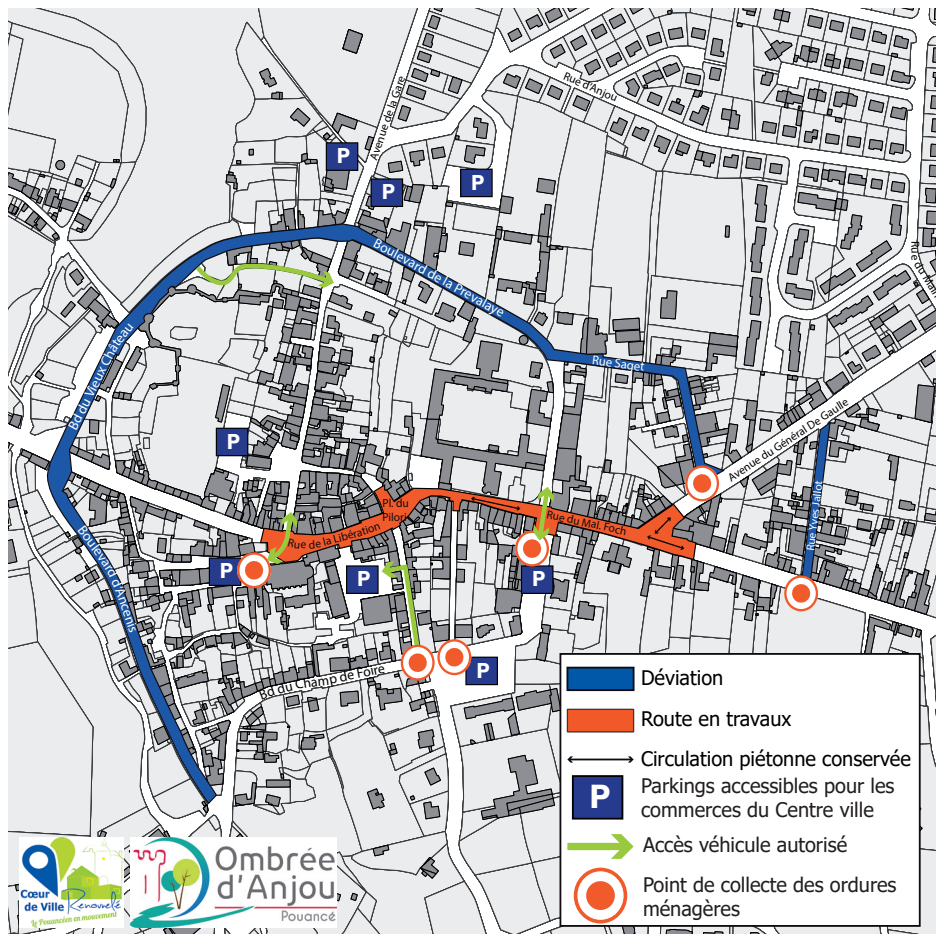 Avenue de la Gare
Rue d'Anjou
P
P
P
Rue du Maine
Boulevard de la Prévalaye
Bd du Vieux Château
Rue Saget
Avenue du Général De Gaulle
P
Pl. du
Pilori
Rue de la Libération
Rue du Mal. Foch
Rue Yves Jallot
Boulevard d'Ancenis
P
P
P
P
Bd du Champ de Foire
Déviation
Route en travaux
Circulation piétonne conservée
P
Parkings accessibles pour les
commerces du Centre ville
Accès véhicule autorisé
Point de collecte des ordures
ménagères
Cœur
de Ville
Renouvelé
Le Pouancéen en mouvement
Ombrée
d'Anjou
Pouancé